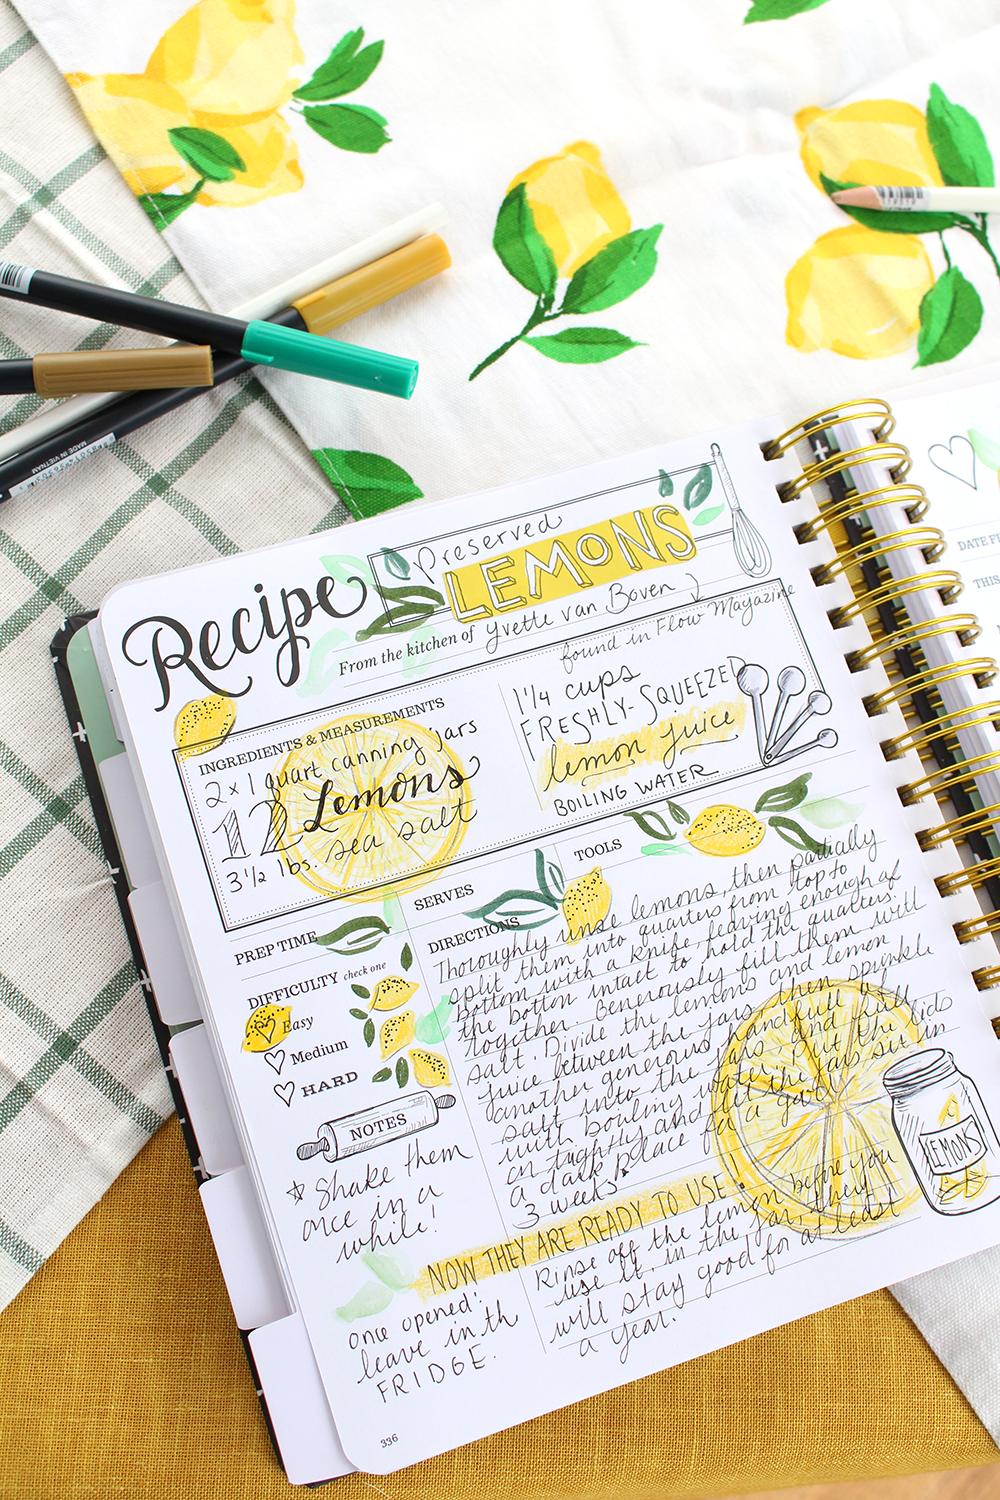 MADE IN VIETNAM
Recipe
Preserved
LEMONS
From the kitchen of Yvette van Boven
found in Flow Magazine
INGREDIENTS & MEASUREMENTS
2 x 1 quart canning jars
12 Lemons
3 1/2 lbs. sea salt
1 1/4 cups
FRESHLY-SQUEEZED
lemon juice
BOILING WATER
PREP TIME
SERVES
TOOLS
DIFFICULTY check one
Easy
Medium
HARD
NOTES
* Shake them
once in a
while!
once opened:
leave in th
FRIDGE.
DIRECTIONS
Thoroughly rinse lemons, then partially
split them into quarters from top to
bottom with a knife, leaving enough of
the bottom intact to hold the quarters
together. Generously fill them with
salt. Divide the lemons and lemon
juice between the jars, then sprinkle
another generous handfull
salt into the jars and fill
with boiling water. Put the lids
on tightly and let the jars sit in
a dark place for a
3 weeks
NOW THEY ARE READY TO USE!
Rinse off the lemon before you
use it. in the jar, they
will stay good for at least
a year.
LEMONS
336
DATE
THIS